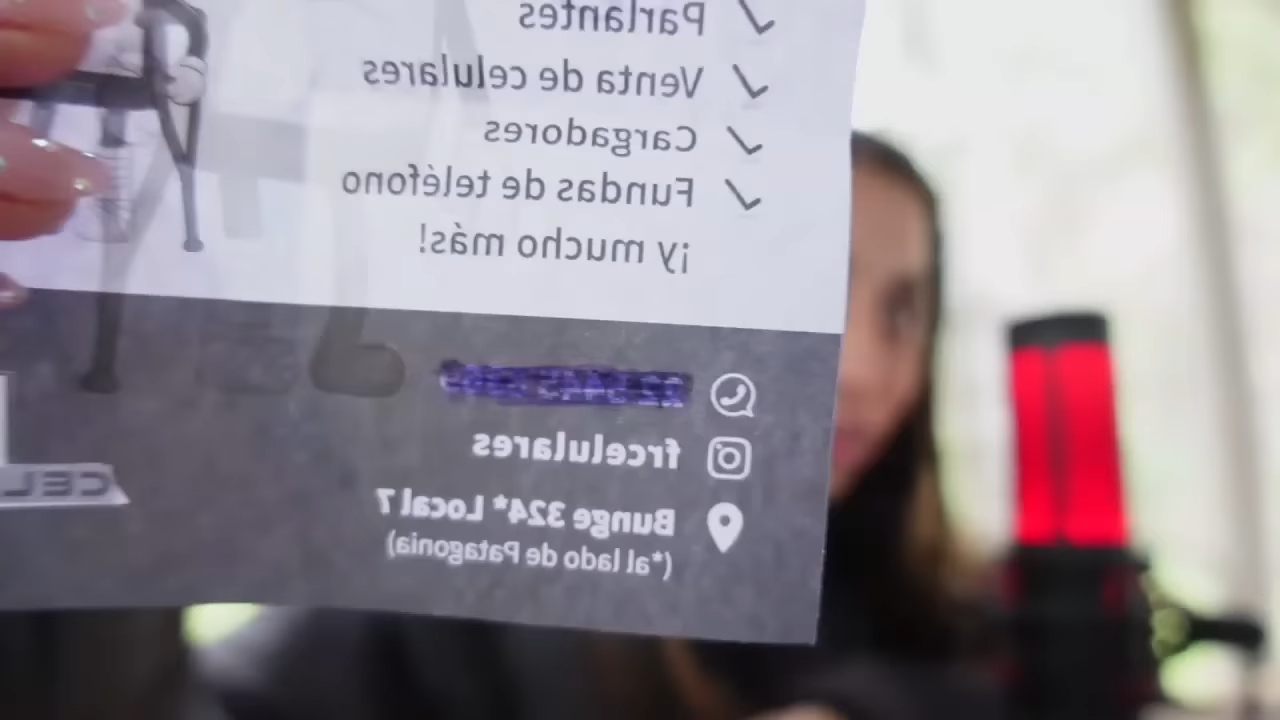 Parlantes
Venta de celulares
Cargadores
Fundas de teléfono
¡y mucho más!
frcelulares
Bunge 324* Local 7
(*al lado de Patagonia)
CEL